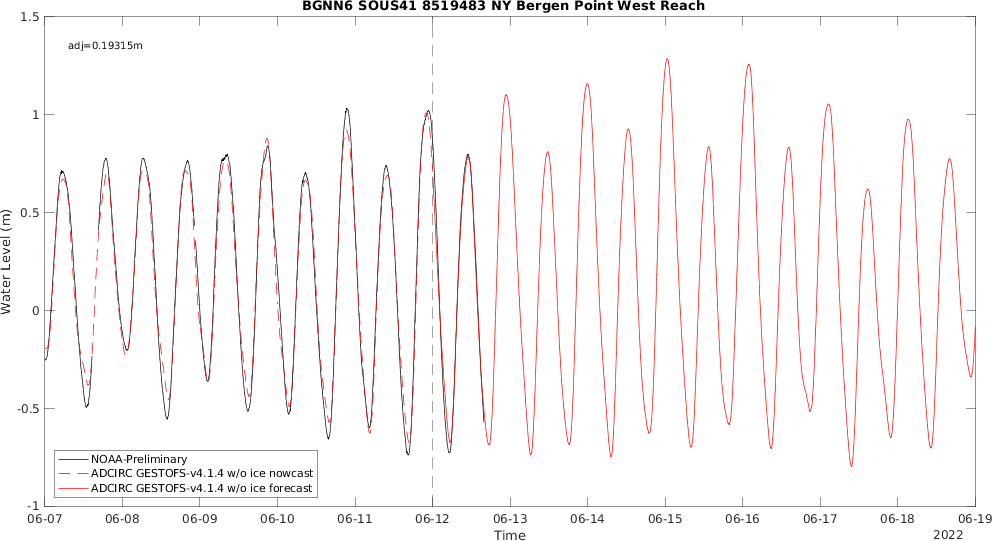 BGNN6 SOUS41 8519483 NY Bergen Point West Reach
1.5
adj=0.19315m
1
0.5
Water Level (m)
0
-0.5
NOAA-Preliminary
ADCIRC GESTOFS-v4.1.4 w/o ice nowcast
ADCIRC GESTOFS-v4.1.4 w/o ice forecast
-1
06-07 06-08 06-09 06-10 06-11 06-12 06-13 06-14 06-15 06-16 06-17 06-18 06-19
Time
2022